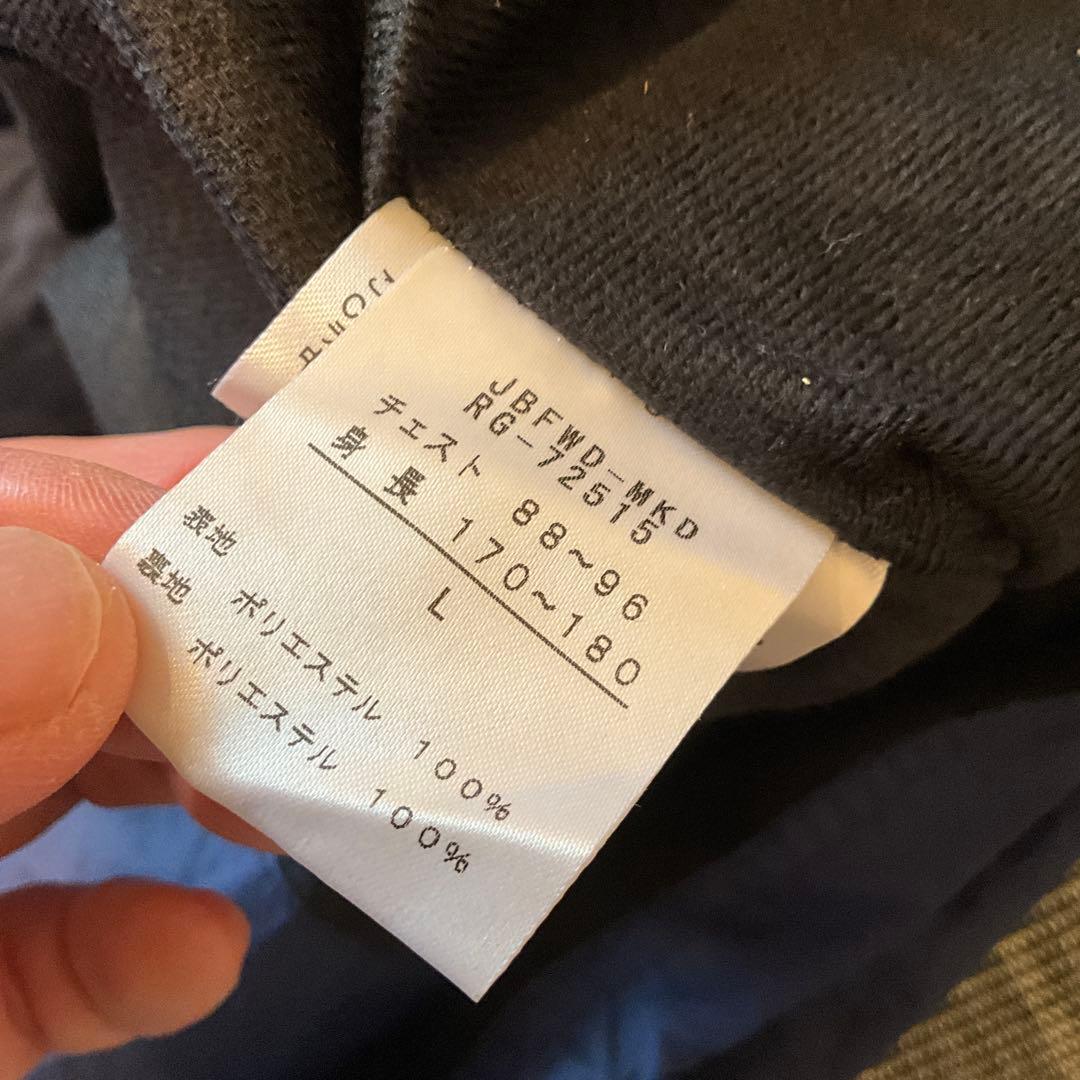 JBFWD-MKD
RG-72515
チェスト 88~96
身長 170~180
L
表地 ポリエステル 100%
裏地 ポリエステル 100%